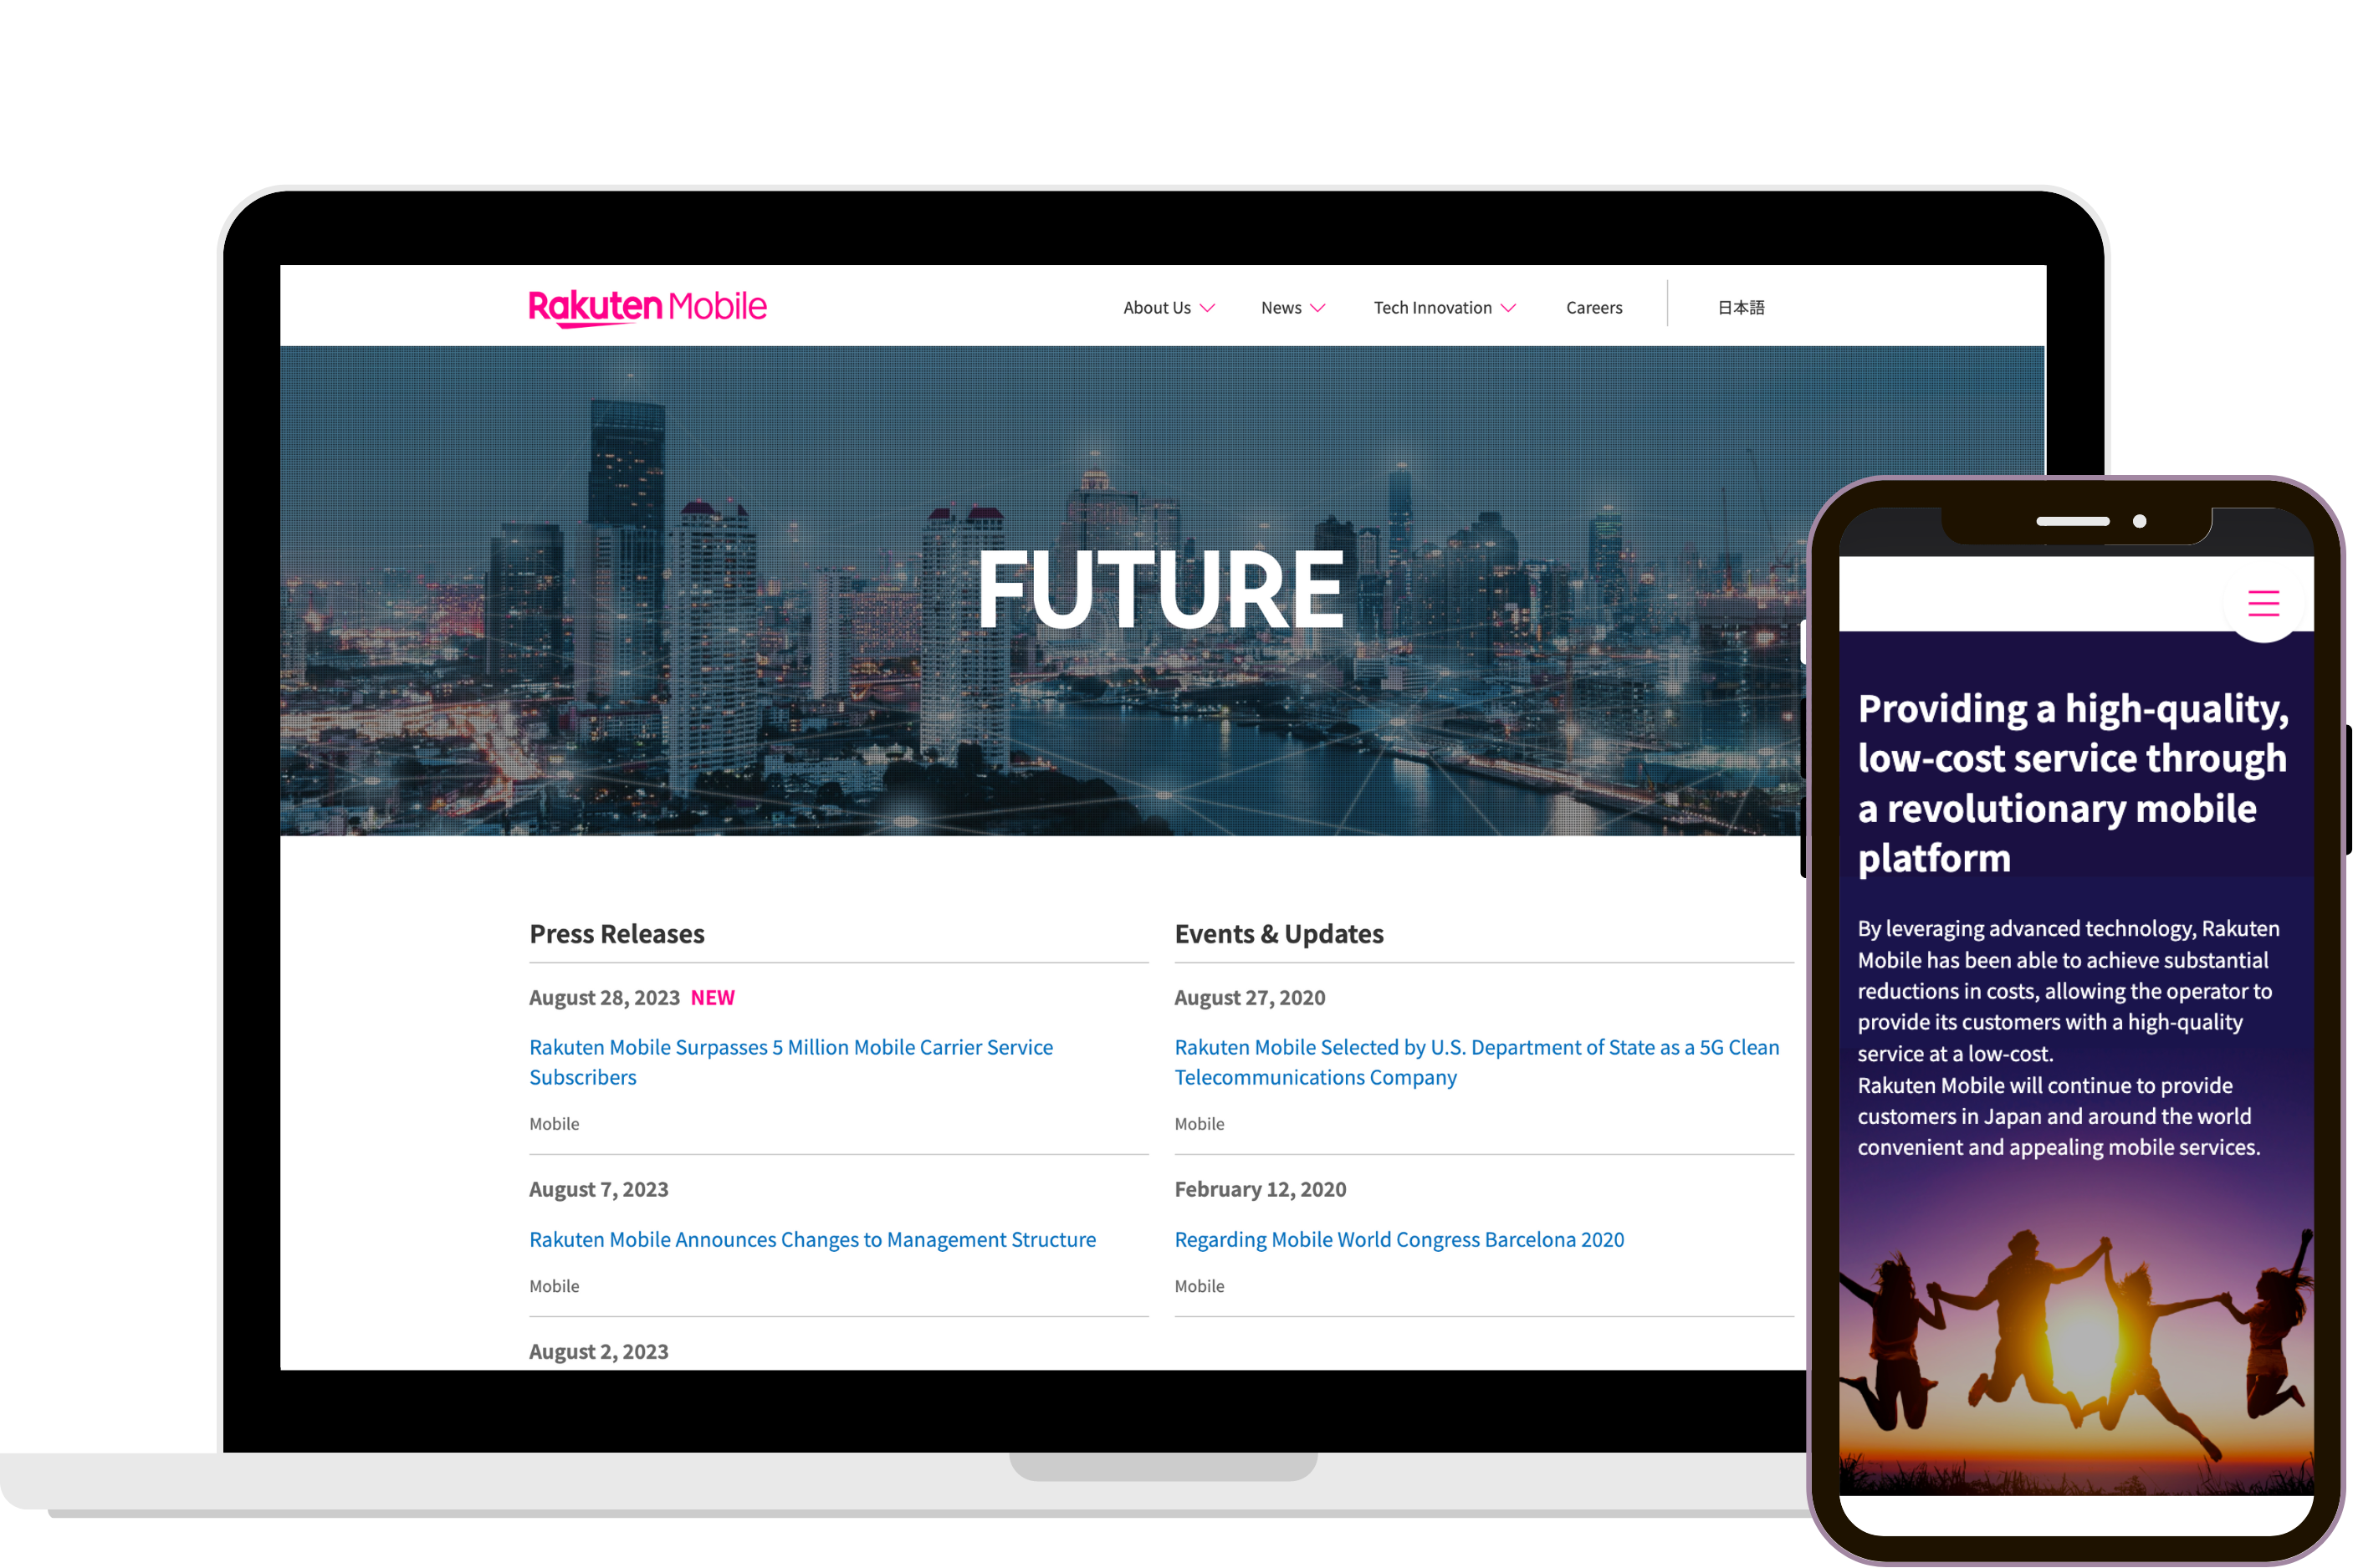 Rakuten Mobile
About Us
News
Tech Innovation
Careers
日本語
FUTURE
Press Releases
August 28, 2023 NEW
Rakuten Mobile Surpasses 5 Million Mobile Carrier Service
Subscribers
Mobile
August 7, 2023
Rakuten Mobile Announces Changes to Management Structure
Mobile
August 2, 2023
Events & Updates
August 27, 2020
Rakuten Mobile Selected by U.S. Department of State as a 5G Clean
Telecommunications Company
Mobile
February 12, 2020
Regarding Mobile World Congress Barcelona 2020
Mobile
Providing a high-quality,
low-cost service through
a revolutionary mobile
platform
By leveraging advanced technology, Rakuten
Mobile has been able to achieve substantial
reductions in costs, allowing the operator to
provide its customers with a high-quality
service at a low-cost.
Rakuten Mobile will continue to provide
customers in Japan and around the world
convenient and appealing mobile services.